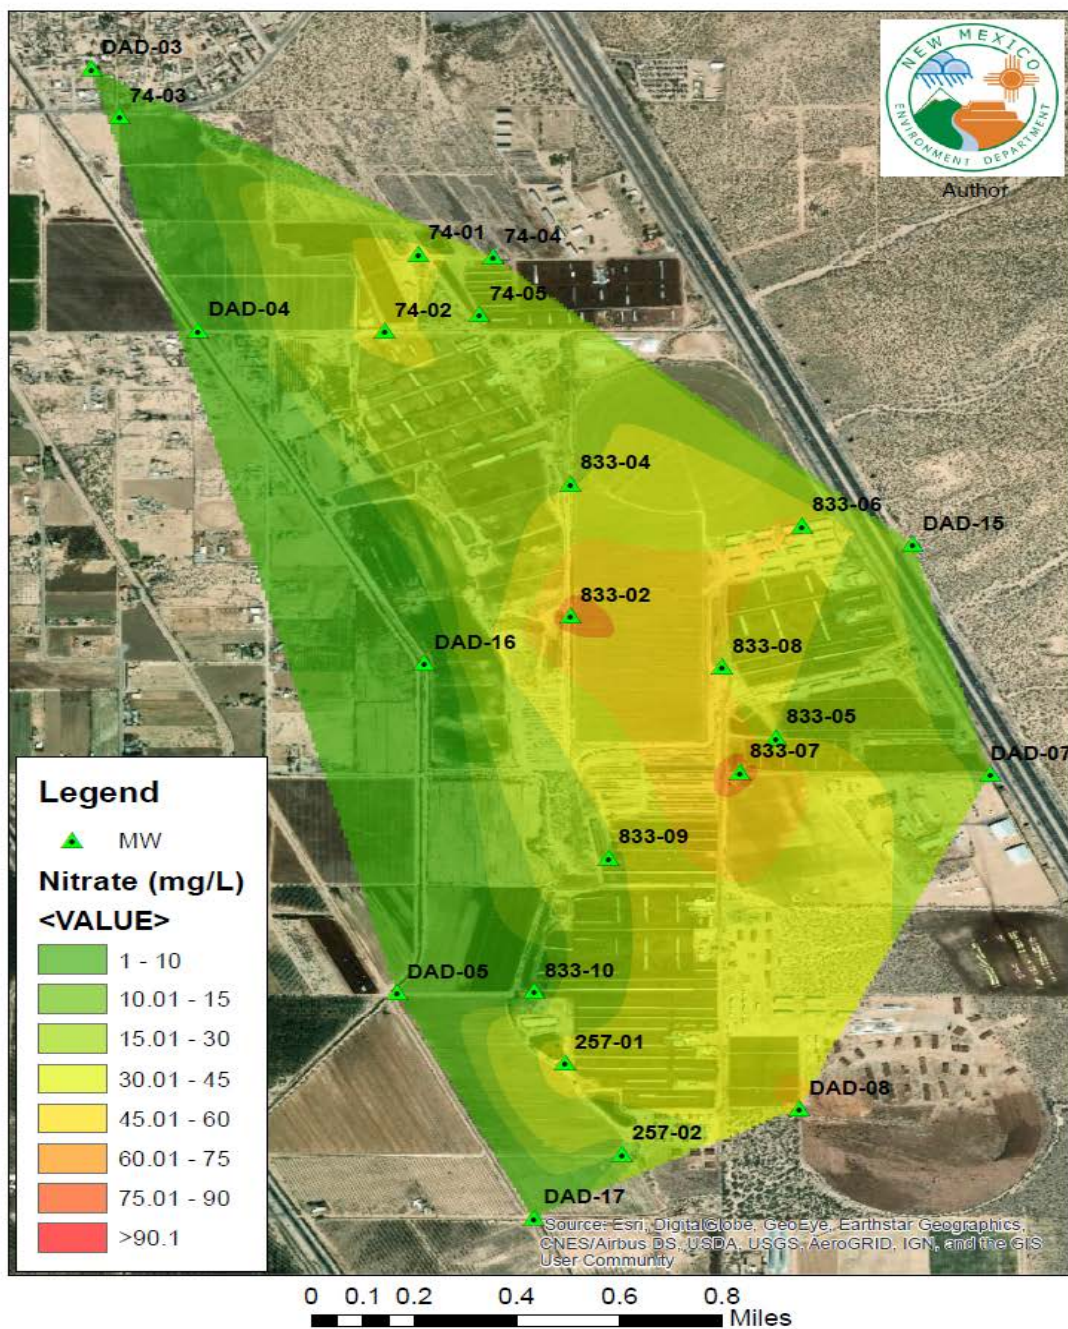 NEW MEXICO
ENVIRONMENT DEPARTMENT
Author
DAD-03
74-03
74-01
74-04
74-05
DAD-04
74-02
833-04
833-06
DAD-15
833-02
DAD-16
833-08
833-05
833-07
DAD-07
833-09
DAD-05
833-10
257-01
DAD-08
257-02
DAD-17
Legend
MW
Nitrate (mg/L)
<VALUE>
1 - 10
10.01 - 15
15.01 - 30
30.01 - 45
45.01 - 60
60.01 - 75
75.01 - 90
>90.1
Source: Esri, DigitalGlobe, GeoEye, Earthstar Geographics,
CNES/Airbus DS, USDA, USGS, AeroGRID, IGN, and the GIS
User Community
0 0.1 0.2 0.4 0.6 0.8
Miles